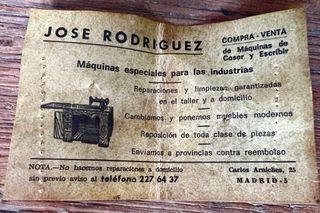 JOSE RODRIGUEZ
COMPRA - VENTA
de Máquinas de
Coser y Escribir
Máquinas especiales para las industrias
Reparaciones y limpiezas garantizadas
en el taller y a domicilio
Cambiamos y ponemos muebles modernos
Reposición de toda clase de piezas
Enviamos a provincias contra reembolso
NOTA.—No hacemos reparaciones a domicilio
sin previo aviso al teléfono 227 64 37
Carlos Arniches, 25
MADRID-5